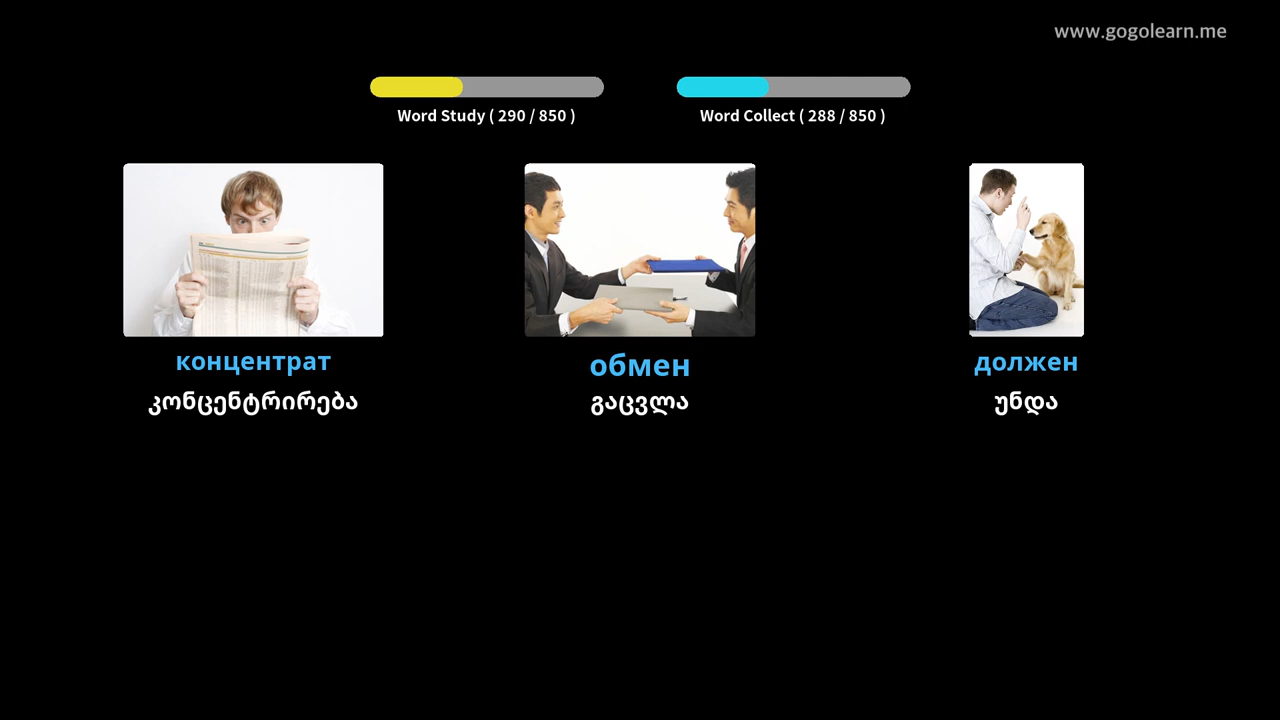 www.gogolearn.me
Word Study ( 290 / 850 )
Word Collect ( 288 / 850 )
концентрат
обмен
должен
კონცენტრირება
გაცვლა
უნდა